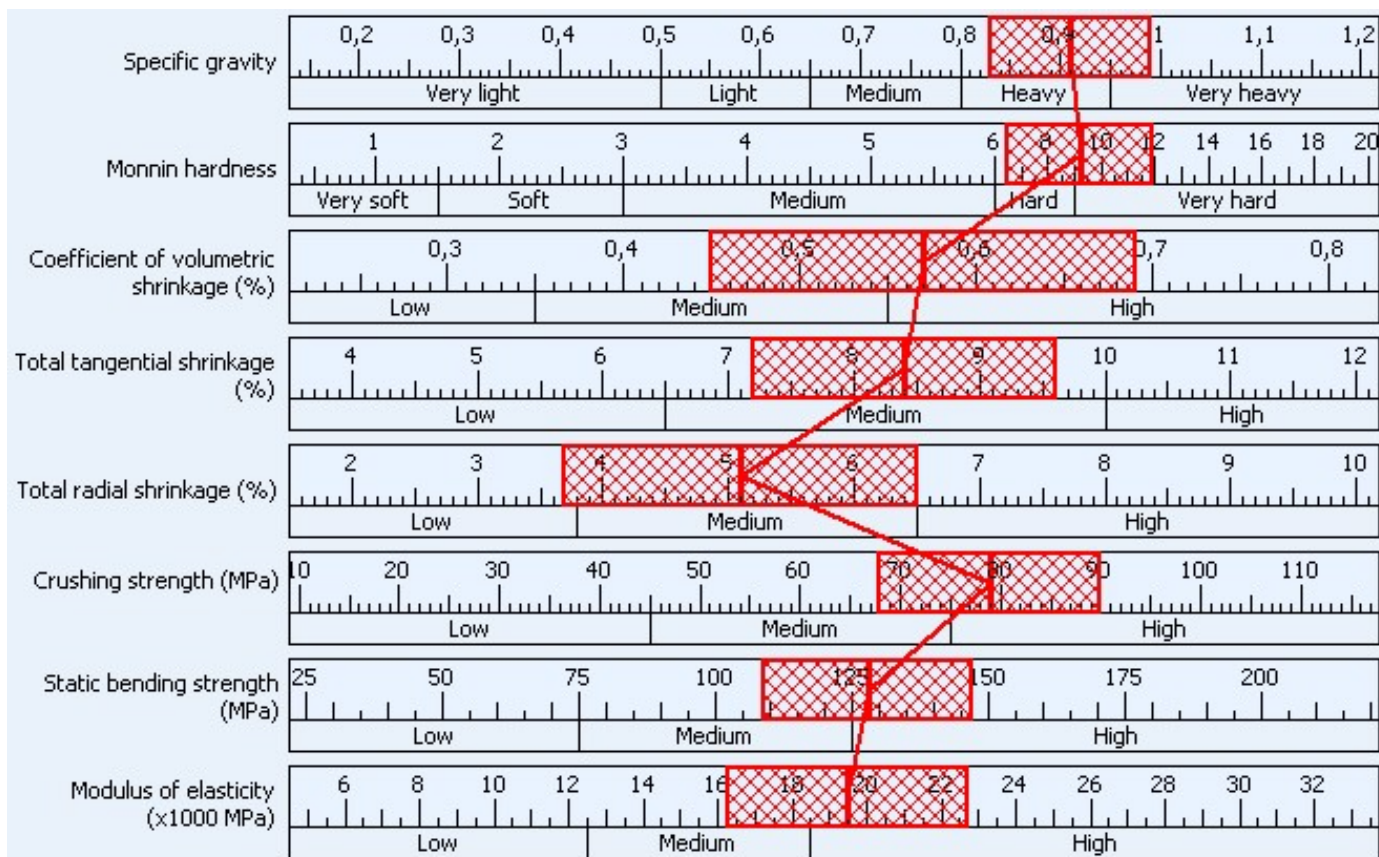 0,2 0,3 0,4 0,5 0,6 0,7 0,8 0,9 1 1,1 1,2
Specific gravity
Very light Light Medium Heavy Very heavy
1 2 3 4 5 6 8 10 12 14 16 18 20
Monnin hardness
Very soft Soft Medium Hard Very hard
Coefficient of volumetric
0,3 0,4 0,5 0,6 0,7 0,8
shrinkage (%)
Low Medium High
4 5 6 7 8 9 10 11 12
Total tangential shrinkage
(%)
Low Medium High
2 3 4 5 6 7 8 9 10
Total radial shrinkage (%)
Low Medium High
10 20 30 40 50 60 70 80 90 100 110
Crushing strength (MPa)
Low Medium High
25 50 75 100 125 150 175 200
Static bending strength
(MPa)
Low Medium High
6 8 10 12 14 16 18 20 22 24 26 28 30 32
Modulus of elasticity
(x1000 MPa)
Low Medium High